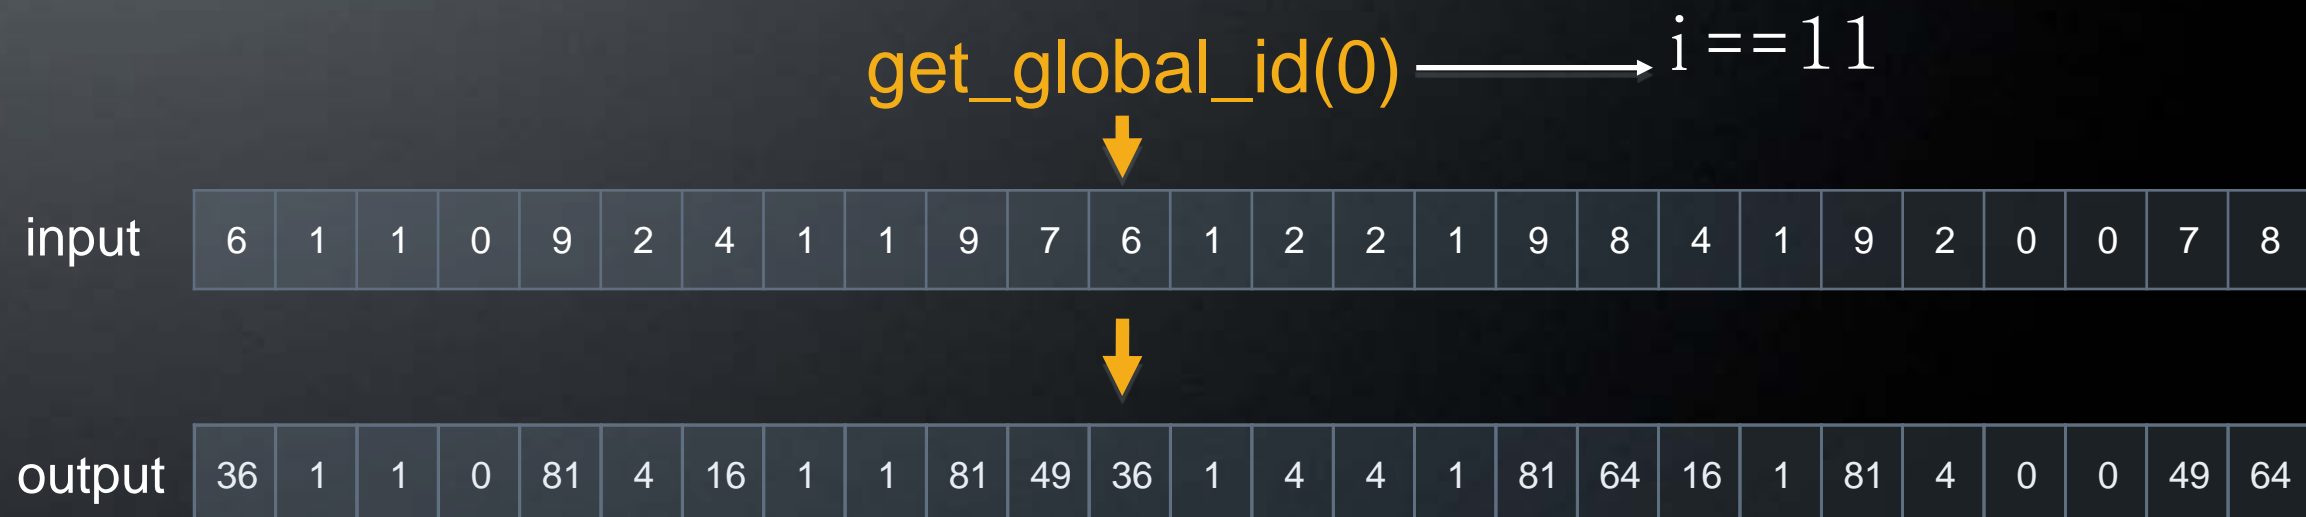 get_global_id(0) i==11
input 6 1 1 0 9 2 4 1 1 9 7 6 1 2 2 1 9 8 4 1 9 2 0 0 7 8
output 36 1 1 0 81 4 16 1 1 81 49 36 1 4 4 1 81 64 16 1 81 4 0 0 49 64